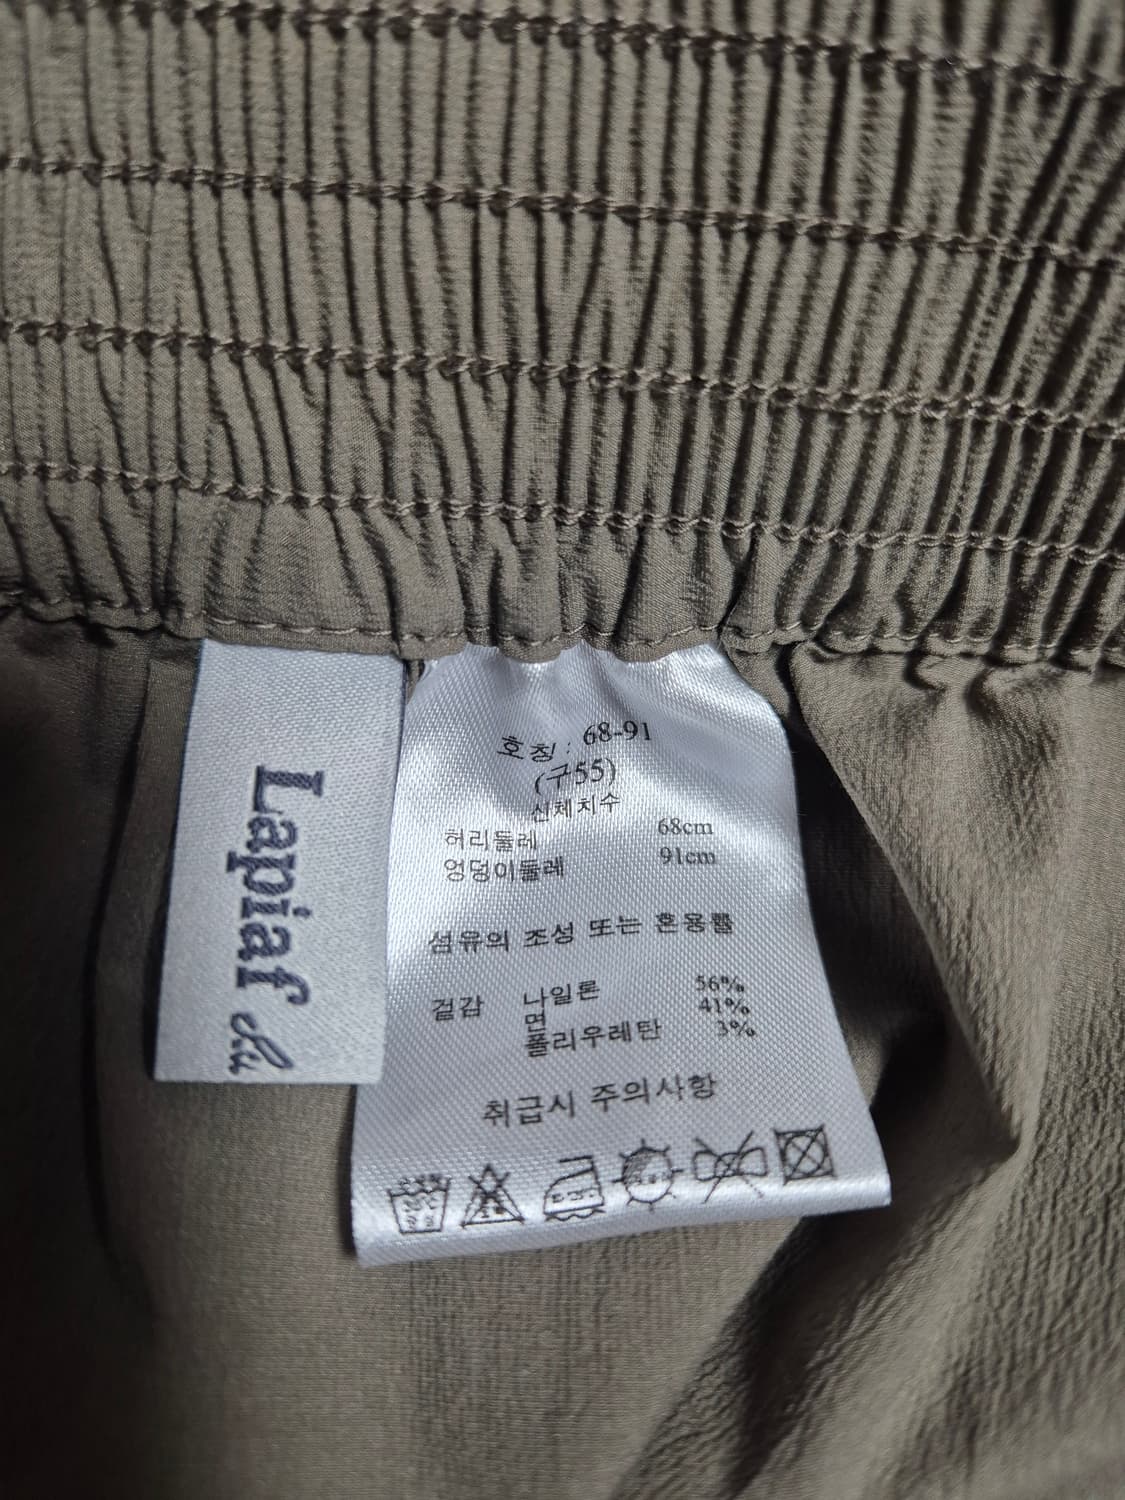 Lapiaf
호칭 : 68-91
(구55)
신체치수
허리둘레 68cm
엉덩이둘레 91cm
섬유의 조성 또는 혼용률
겉감 나일론 56%
면 41%
폴리우레탄 3%
취급시 주의사항